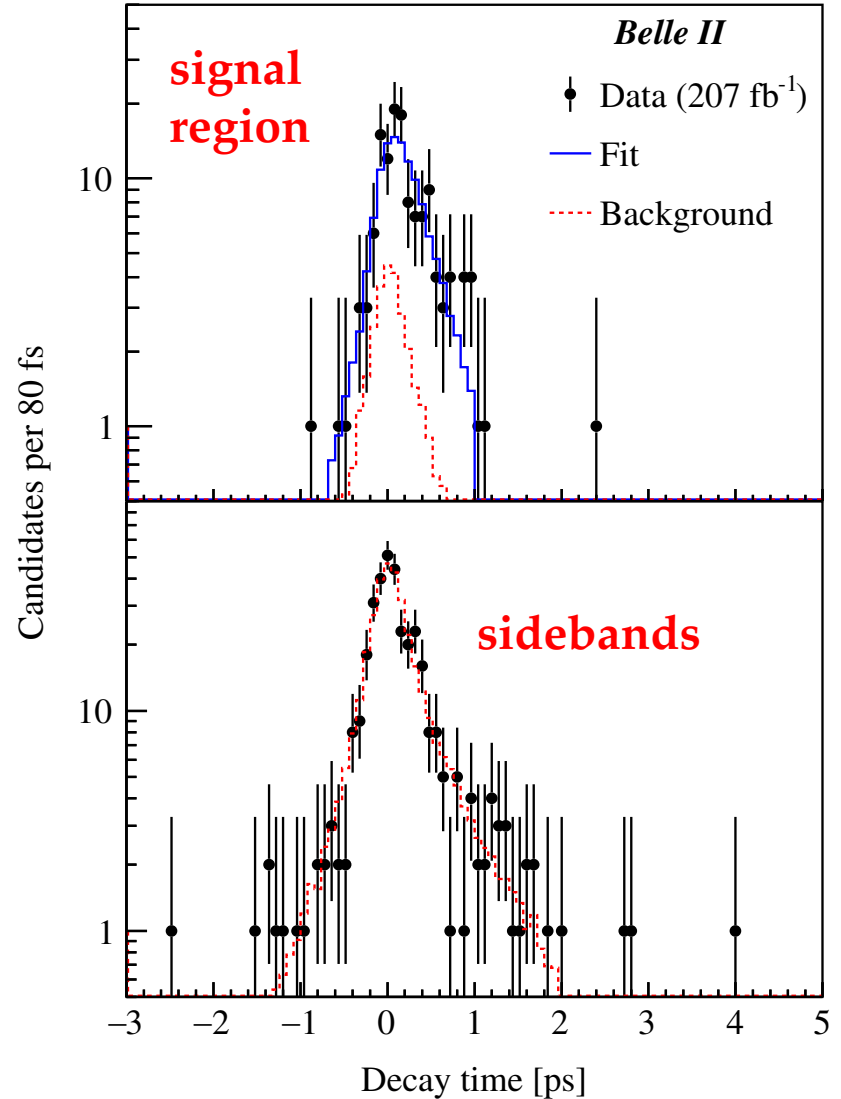 Belle II
signal
region
Data (207 fb⁻¹)
Fit
Background
10
1
Candidates per 80 fs
sidebands
10
1
−3 −2 −1 0 1 2 3 4 5
Decay time [ps]